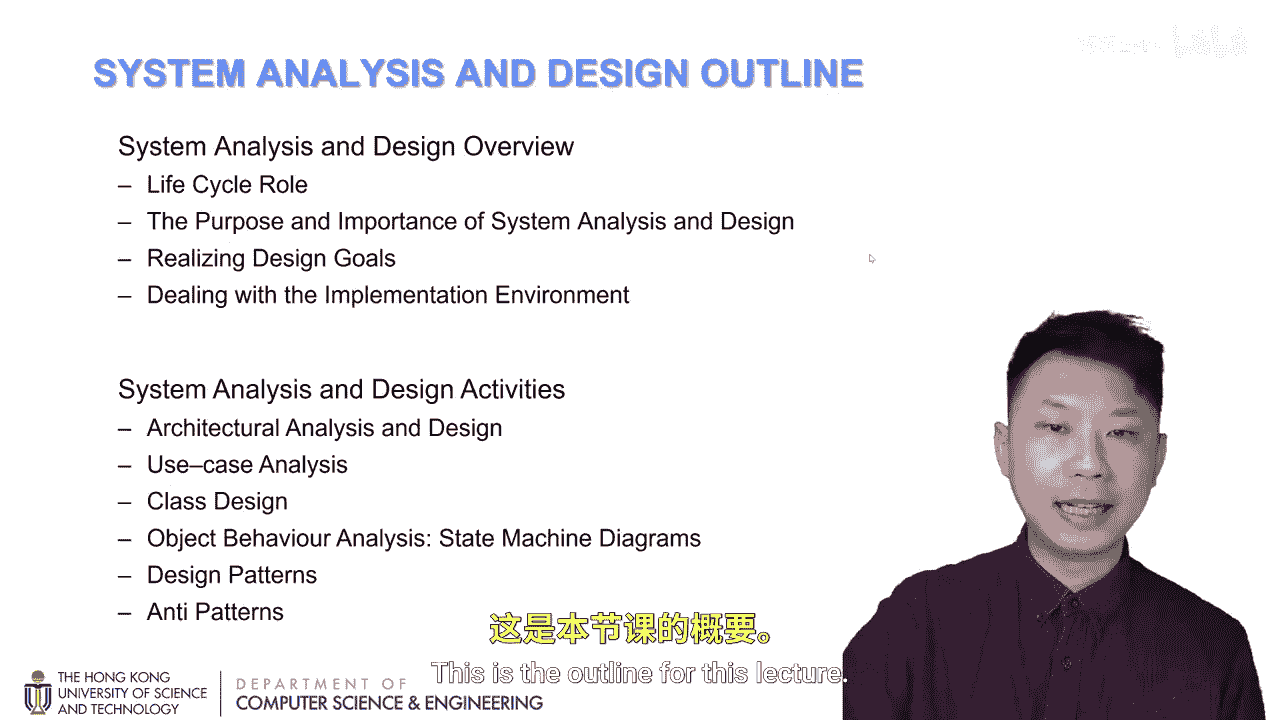 SYSTEM ANALYSIS AND DESIGN OUTLINE
System Analysis and Design Overview
– Life Cycle Role
– The Purpose and Importance of System Analysis and Design
– Realizing Design Goals
– Dealing with the Implementation Environment
System Analysis and Design Activities
– Architectural Analysis and Design
– Use–case Analysis
– Class Design
– Object Behaviour Analysis: State Machine Diagrams
– Design Patterns
– Anti Patterns
这是本节课的概要。
This is the outline for this lecture.
THE HONG KONG
UNIVERSITY OF SCIENCE
AND TECHNOLOGY
DEPARTMENT OF
COMPUTER SCIENCE & ENGINEERING